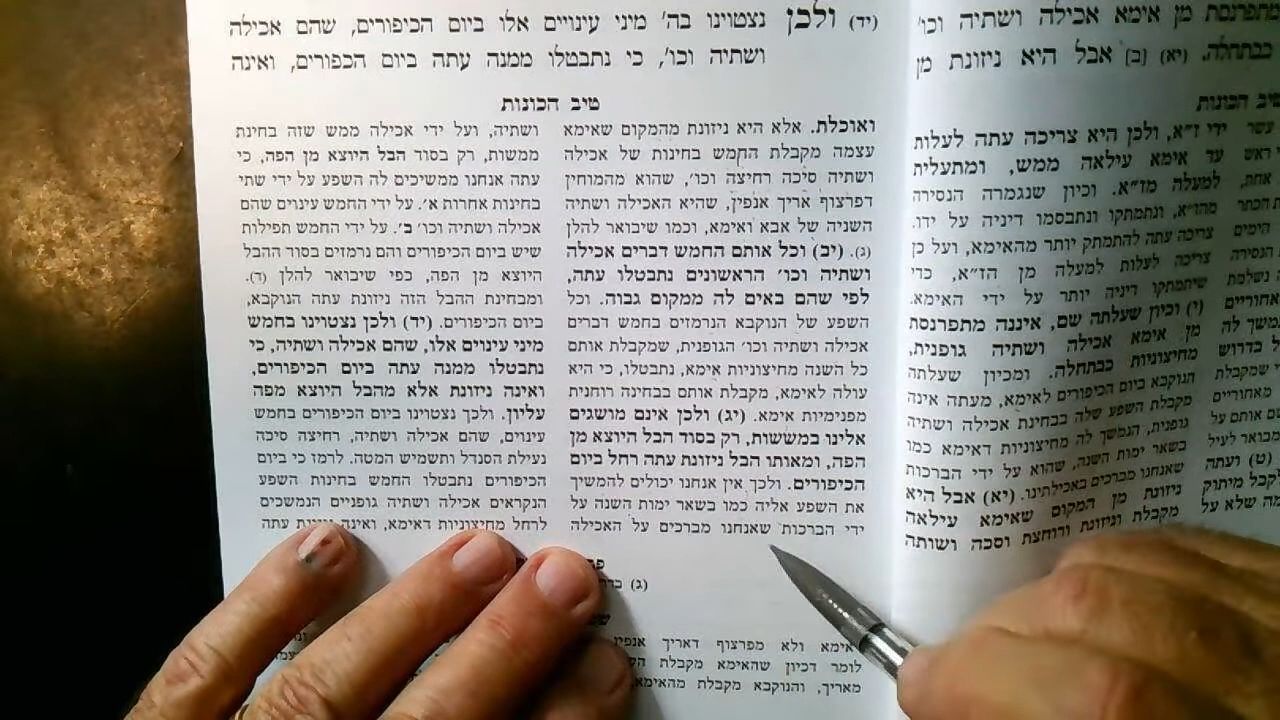 (יד) ולכן נצטוינו בה' מיני עינויים אלו ביום הכיפורים, שהם אכילה
ושתיה וכו', כי נתבטלו ממנה עתה ביום הכפורים, ואינה
טיב הכונות
ואוכלת. אלא היא ניזונת מהמקום שאימא
עצמה מקבלת החמש בחינות של אכילה
ושתיה סיכה רחיצה וכו', שהוא מהמוחין
דפרצוף אריך אנפין, שהיא האכילה ושתיה
השניה של אבא ואימא, וכמו שיבואר להלן
(ג). (יב) וכל אותם החמש דברים אכילה
ושתיה וכו' הראשונים נתבטלו עתה,
לפי שהם באים לה ממקום גבוה. וכל
השפע של הנוקבא הנרמזים בחמש דברים
אכילה ושתיה וכו' הגופנית, שמקבלת אותם
כל השנה מחיצוניות אימא, נתבטלו, כי היא
עולה לאימא, מקבלת אותם בבחינה רוחנית
מפנימיות אימא. (יג) ולכן אינם מושגים
אלינו במששות, רק בסוד הבל היוצא מן
הפה, ומאותו הבל ניזונת עתה רחל ביום
הכיפורים. ולכך אין אנחנו יכולים להמשיך
את השפע אליה כמו בשאר ימות השנה על
ידי הברכות שאנחנו מברכים על האכילה
ושתיה, ועל ידי אכילה ממש שזה בחינת
ממשות, רק בסוד הבל היוצא מן הפה, כי
עתה אנחנו ממשיכים לה השפע על ידי שתי
בחינות אחרות א'. על ידי החמש עינוים שהם
אכילה ושתיה וכו' ב'. על ידי החמש תפילות
שיש ביום הכיפורים והם נרמזים בסוד ההבל
היוצא מן הפה, כפי שיבואר להלן (ד).
ומבחינת ההבל הזה ניזונת עתה הנוקבא,
ביום הכיפורים. (יד) ולכן נצטוינו בחמש
מיני עינוים אלו, שהם אכילה ושתיה, כי
נתבטלו ממנה עתה ביום הכיפורים,
ואינה ניזונת אלא מהבל היוצא מפה
עליון. ולכך נצטוינו ביום הכיפורים בחמש
עינוים, שהם אכילה ושתיה, רחיצה סיכה
נעילת הסנדל ותשמיש המטה. לרמז כי ביום
הכיפורים נתבטלו החמש בחינות השפע
הנקראים אכילה ושתיה גופניים הנמשכים
לרחל מחיצוניות דאימא, ואינה עתה
(ג)
אימא ולא מפרצוף דאריך אנפין
לומר דכיון שהאימא מקבלת
מאריך, והנוקבא מקבלת מהאימא,
מתפרנסת מן אימא אכילה ושתיה וכו'
כבתחלה. (יא) [ב] אבל היא ניזונת מן
טיב הכונות
ידי ז"א, ולכן היא צריכה עתה לעלות
עד אימא עילאה ממש, ומתעלית
למעלה מז"א. וכיון שנגמרה הנסירה
מהז"א, ונתמתקו ונתבסמו דיניה על ידו.
צריכה עתה להתמתק יותר מהאימא, ועל כן
צריכה לעלות למעלה מן הז"א, כדי
שיתמתקו דיניה יותר על ידי האימא.
(י) וכיון שעלתה שם, איננה מתפרנסת
מן אימא אכילה ושתיה גופנית,
מחיצוניות כבתחלה. ומכיון שעלתה
הנוקבא ביום הכיפורים לאימא, מעתה אינה
מקבלת השפע שלה בבחינת אכילה ושתיה
גופנית, הנמשך לה מחיצוניות דאימא כמו
בשאר ימות השנה, שהוא על ידי הברכות
שאנחנו מברכים באכילתינו. (יא) אבל היא
ניזונת מן המקום שאימא עילאה
מקבלת וניזונת ורוחצת וסכה ושותה